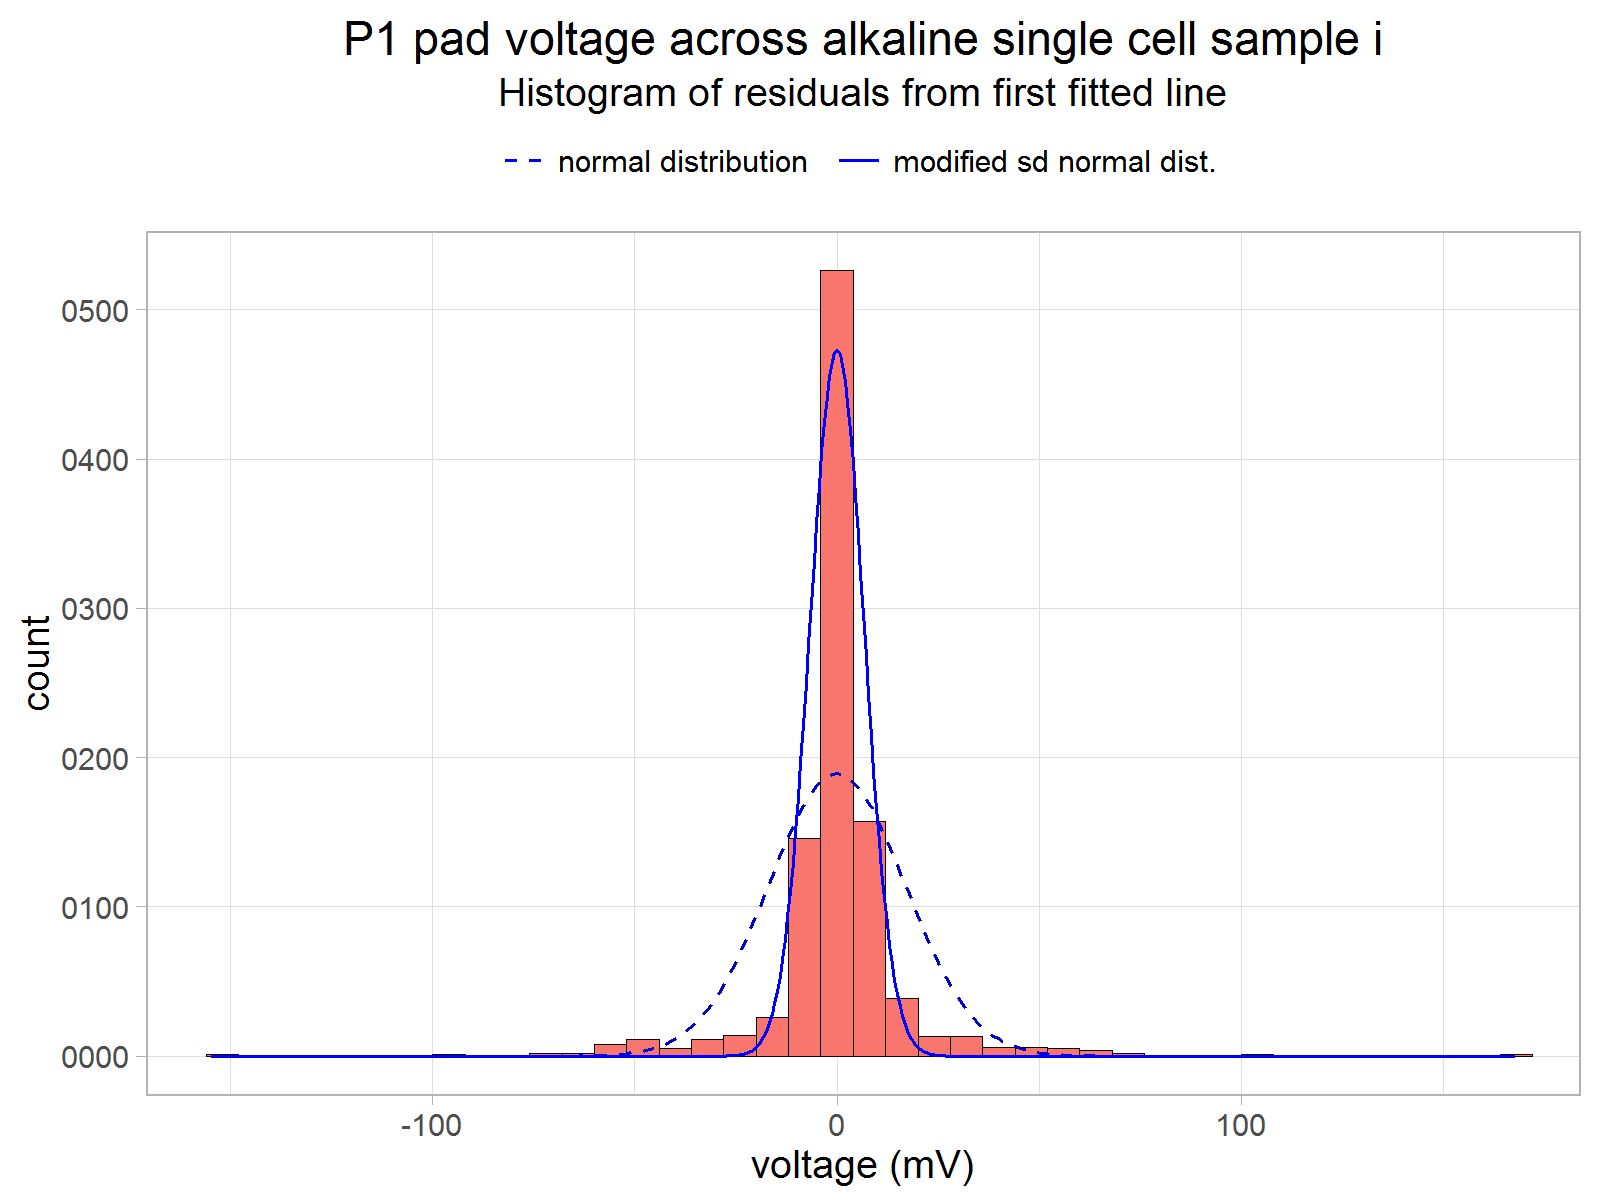 P1 pad voltage across alkaline single cell sample i
Histogram of residuals from first fitted line
normal distribution modified sd normal dist.
0500
0400
0300
0200
0100
0000
count
-100 0 100
voltage (mV)